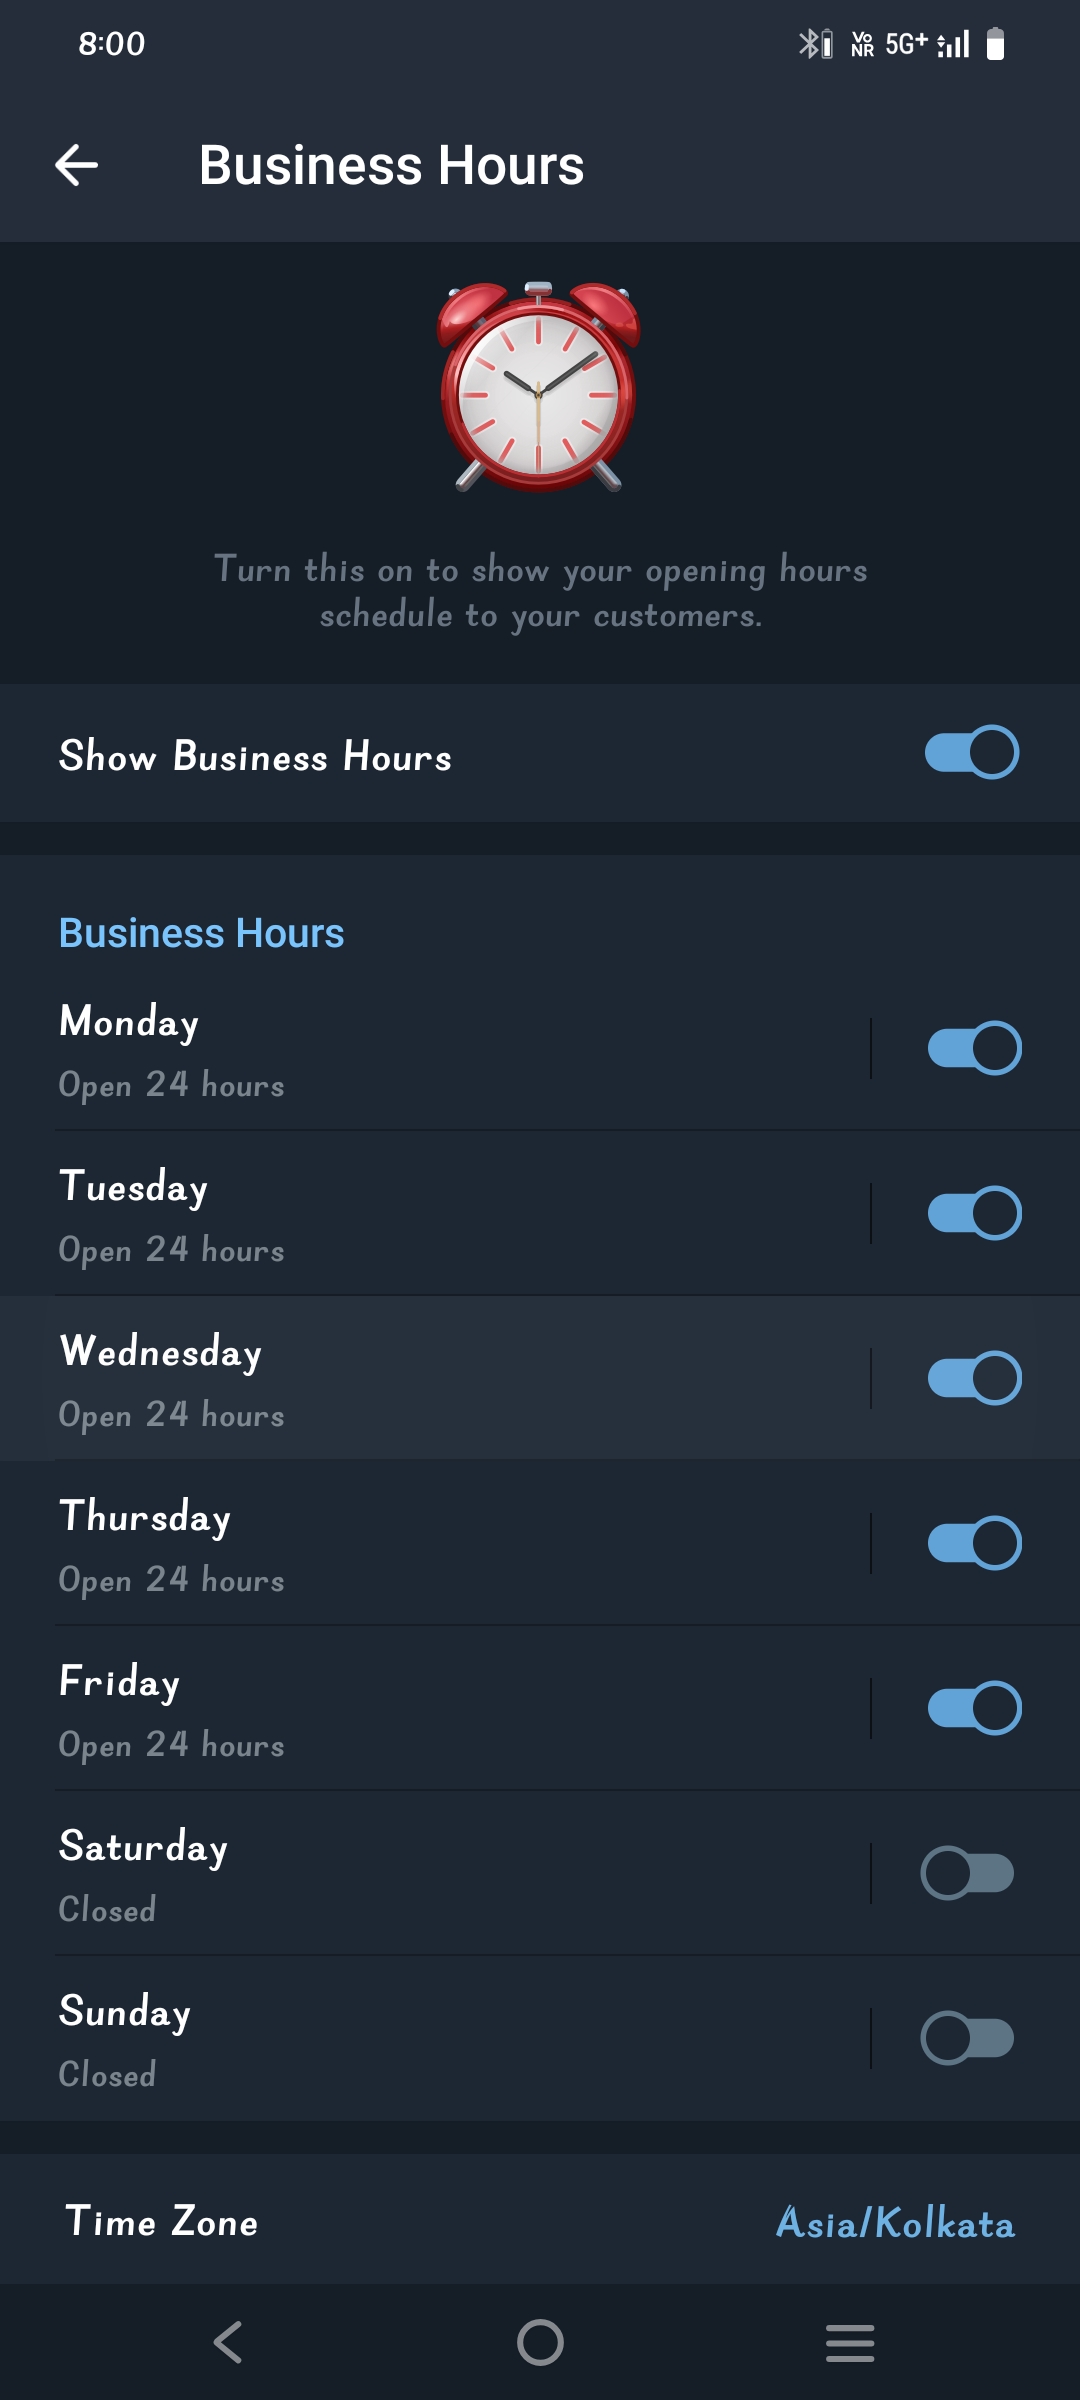 8:00
Vo
NR
5G+
Business Hours
Turn this on to show your opening hours
schedule to your customers.
Show Business Hours
Business Hours
Monday
Open 24 hours
Tuesday
Open 24 hours
Wednesday
Open 24 hours
Thursday
Open 24 hours
Friday
Open 24 hours
Saturday
Closed
Sunday
Closed
Time Zone
Asia/Kolkata